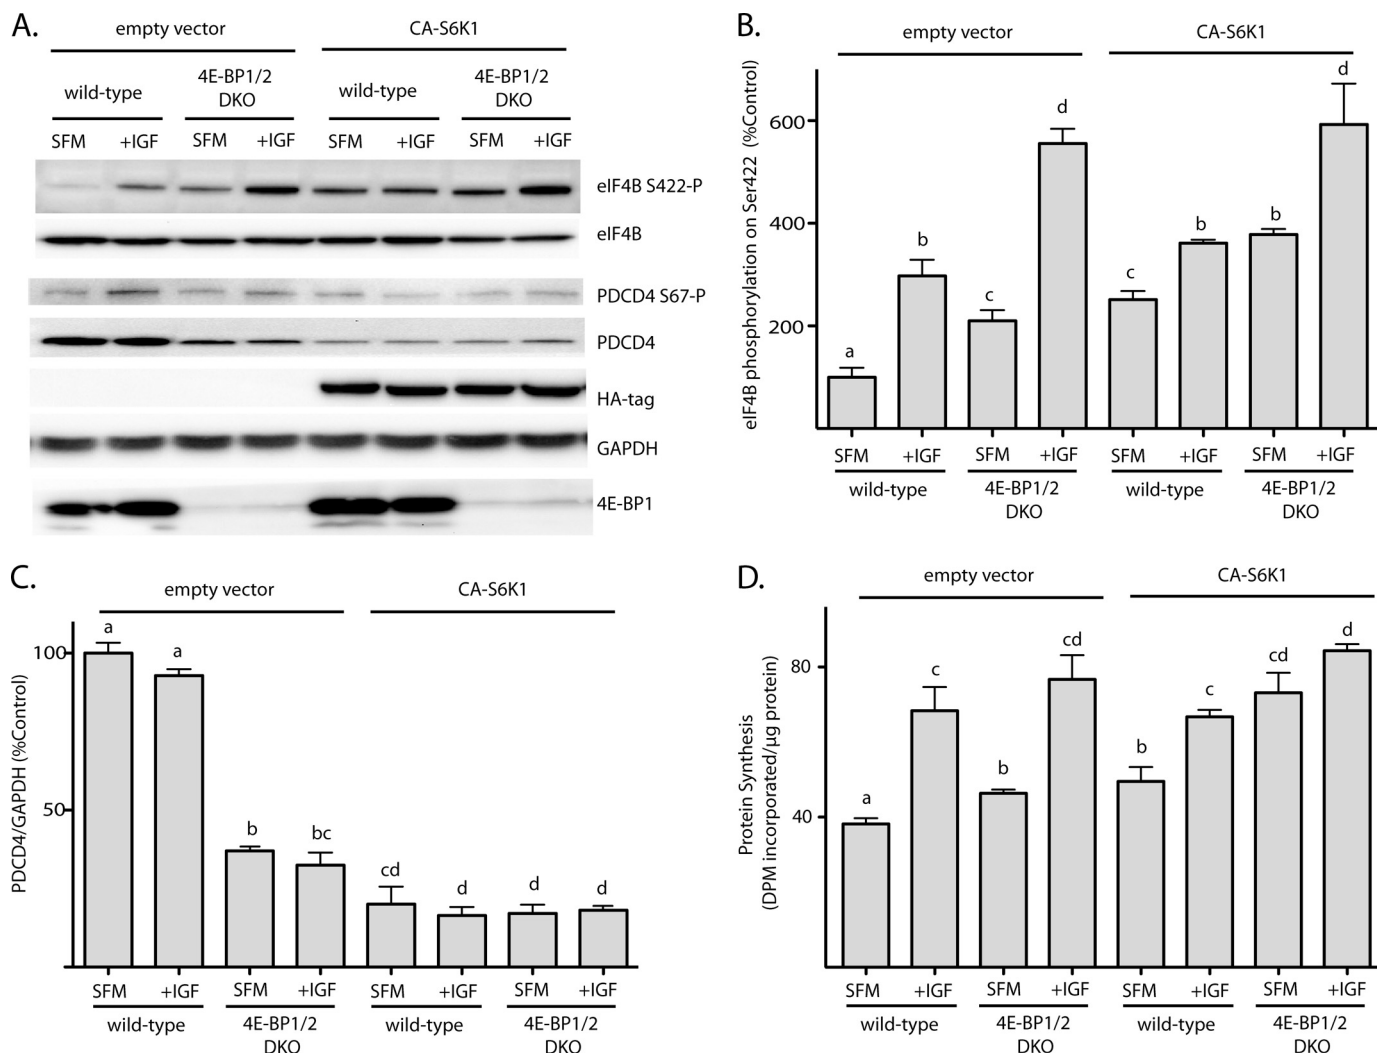 A.
empty vector
CA-S6K1
wild-type
4E-BP1/2
DKO
wild-type
4E-BP1/2
DKO
SFM
+IGF
SFM
+IGF
SFM
+IGF
SFM
+IGF
eIF4B S422-P
eIF4B
PDCD4 S67-P
PDCD4
HA-tag
GAPDH
4E-BP1
B.
empty vector
CA-S6K1
eIF4B phosphorylation on Ser422 (%Control)
600
400
200
a
b
c
d
c
b
b
d
SFM
+IGF
SFM
+IGF
SFM
+IGF
SFM
+IGF
wild-type
4E-BP1/2
DKO
wild-type
4E-BP1/2
DKO
C.
empty vector
CA-S6K1
PDCD4/GAPDH (%Control)
100
50
a
a
b
bc
cd
d
d
d
SFM
+IGF
SFM
+IGF
SFM
+IGF
SFM
+IGF
wild-type
4E-BP1/2
DKO
wild-type
4E-BP1/2
DKO
D.
empty vector
CA-S6K1
Protein Synthesis
(DPM incorporated/µg protein)
80
40
a
c
b
cd
b
c
cd
d
SFM
+IGF
SFM
+IGF
SFM
+IGF
SFM
+IGF
wild-type
4E-BP1/2
DKO
wild-type
4E-BP1/2
DKO